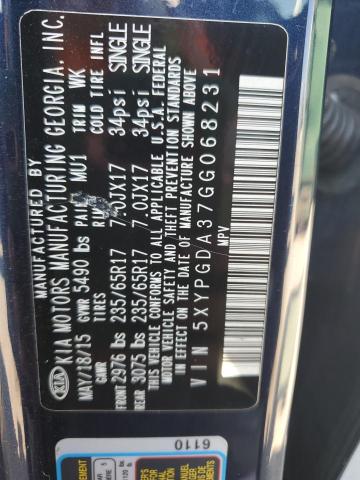 MANUFACTURED BY
KIA KIA MOTORS MANUFACTURING GEORGIA, INC.
MAY/18/15 PAINT MU1 TRIM WK
GVWR 5490 lbs
GAWR TIRES RIMS COLD TIRE INFL
FRONT 2976 lbs 235/65R17 7.0JX17 34psi SINGLE
REAR 3075 lbs 235/65R17 7.0JX17 34psi SINGLE
THIS VEHICLE CONFORMS TO ALL APPLICABLE U.S.A. FEDERAL
MOTOR VEHICLE SAFETY AND THEFT PREVENTION STANDARDS
IN EFFECT ON THE DATE OF MANUFACTURE SHOWN ABOVE
VIN 5XYPGDA37GG068231
MPV
6110